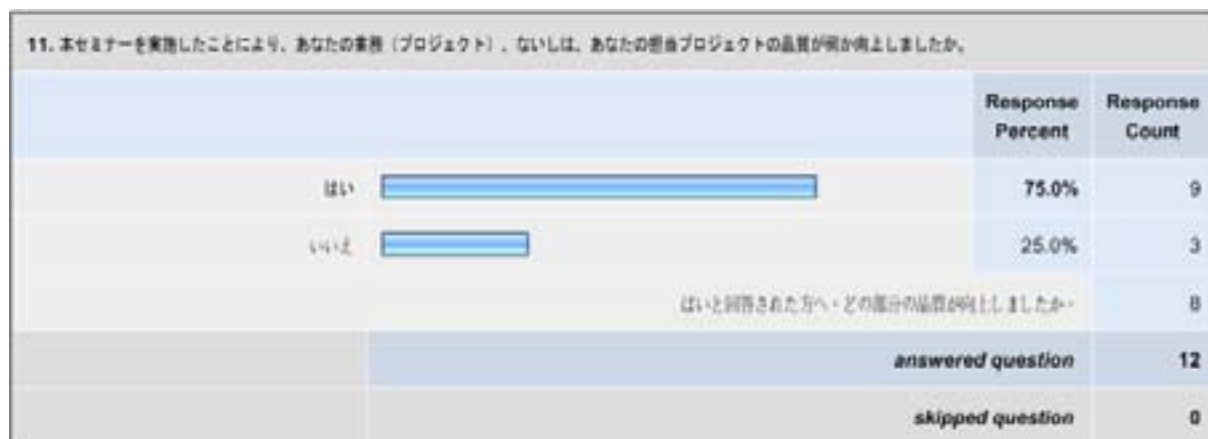 11. 本セミナーを実施したことにより、あなたの業務（プロジェクト）、ないしは、あなたの担当プロジェクトの品質が何か向上しましたか。
Response Percent
Response Count
はい 75.0% 9
いいえ 25.0% 3
はいと回答された方へ・どの部分の品質が向上しましたか・ 8
answered question 12
skipped question 0